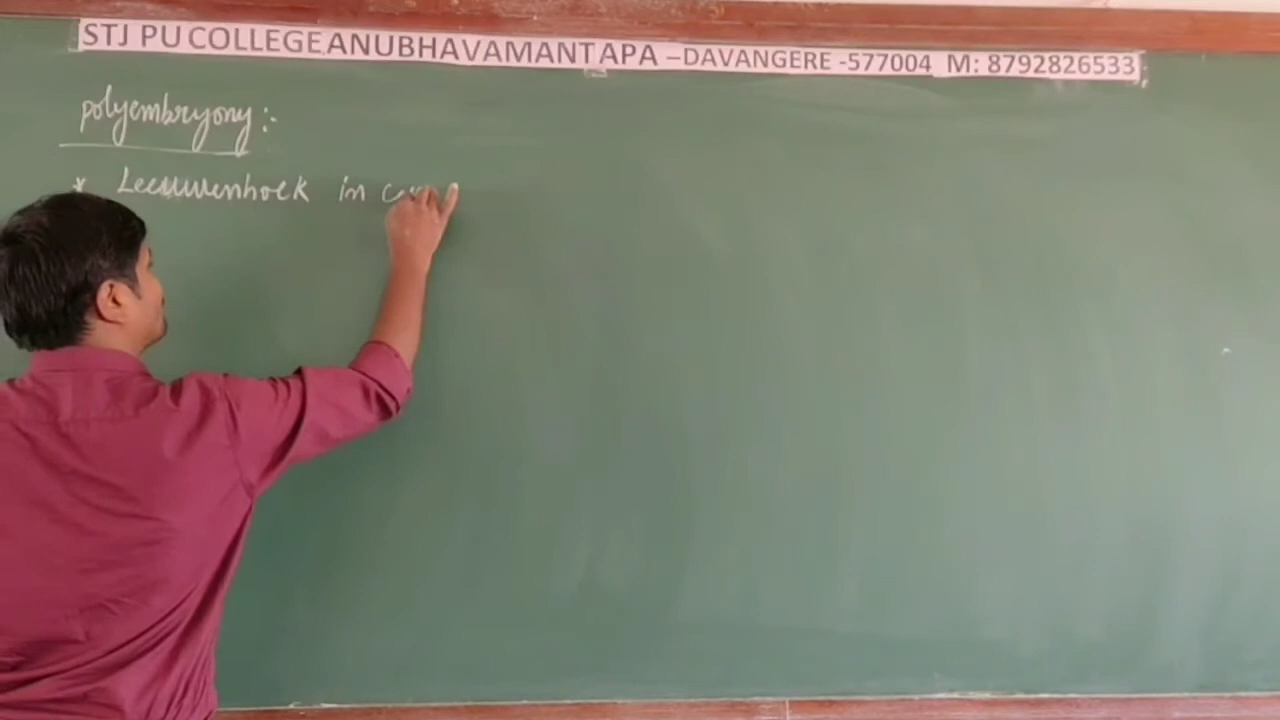 STJ PU COLLEGE ANUBHAVAMANTAPA –DAVANGERE -577004 M: 8792826533
polyembryony :-
* Leeuwenhoek in